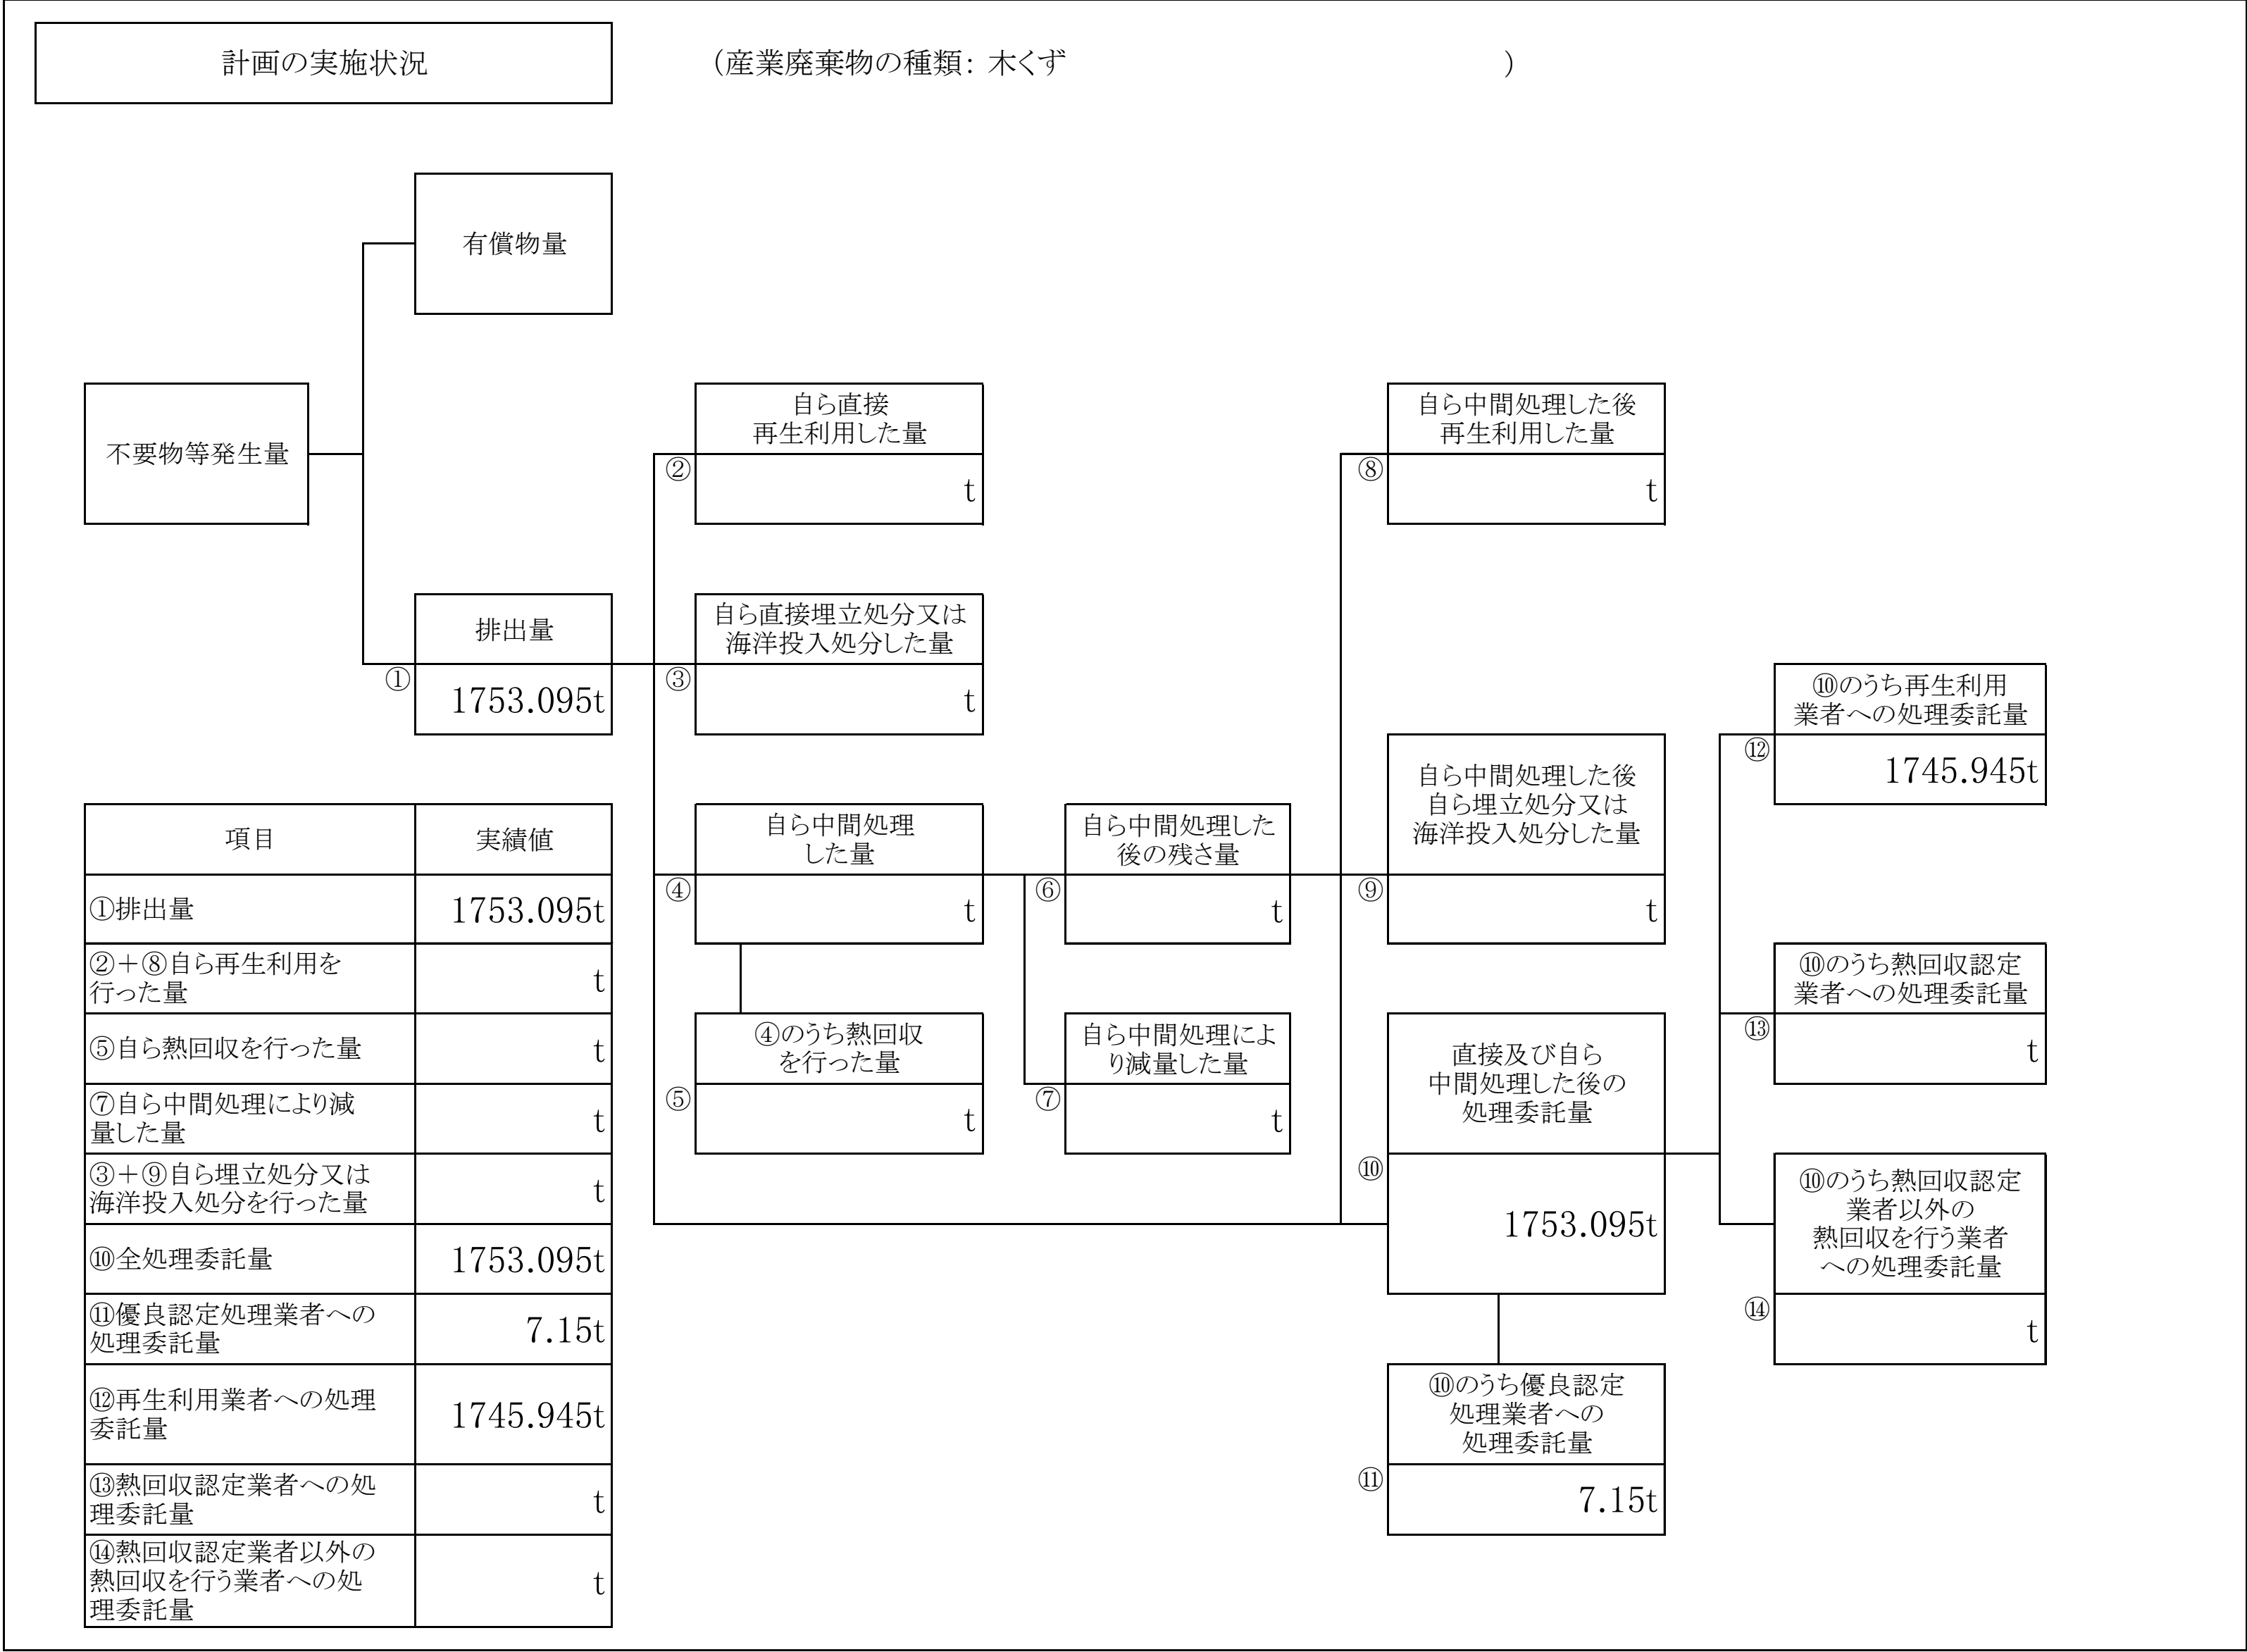 計画の実施状況
（産業廃棄物の種類：木くず　）
有償物量
不要物等発生量
自ら直接
再生利用した量
②
t
自ら中間処理した後
再生利用した量
⑧
t
排出量
①
1753.095t
自ら直接埋立処分又は
海洋投入処分した量
③
t
⑩のうち再生利用
業者への処理委託量
⑫
1745.945t
自ら中間処理
した量
④
t
自ら中間処理した
後の残さ量
⑥
t
自ら中間処理した後
自ら埋立処分又は
海洋投入処分した量
⑨
t
⑩のうち熱回収認定
業者への処理委託量
⑬
t
④のうち熱回収
を行った量
⑤
t
自ら中間処理によ
り減量した量
⑦
t
直接及び自ら
中間処理した後の
処理委託量
⑩
1753.095t
⑩のうち熱回収認定
業者以外の
熱回収を行う業者
への処理委託量
⑭
t
⑩のうち優良認定
処理業者への
処理委託量
⑪
7.15t
項目 実績値
①排出量 1753.095t
②＋⑧自ら再生利用を
行った量 t
⑤自ら熱回収を行った量 t
⑦自ら中間処理により減
量した量 t
③＋⑨自ら埋立処分又は
海洋投入処分を行った量 t
⑩全処理委託量 1753.095t
⑪優良認定処理業者への
処理委託量 7.15t
⑫再生利用業者への処理
委託量 1745.945t
⑬熱回収認定業者への処
理委託量 t
⑭熱回収認定業者以外の
熱回収を行う業者への処
理委託量 t